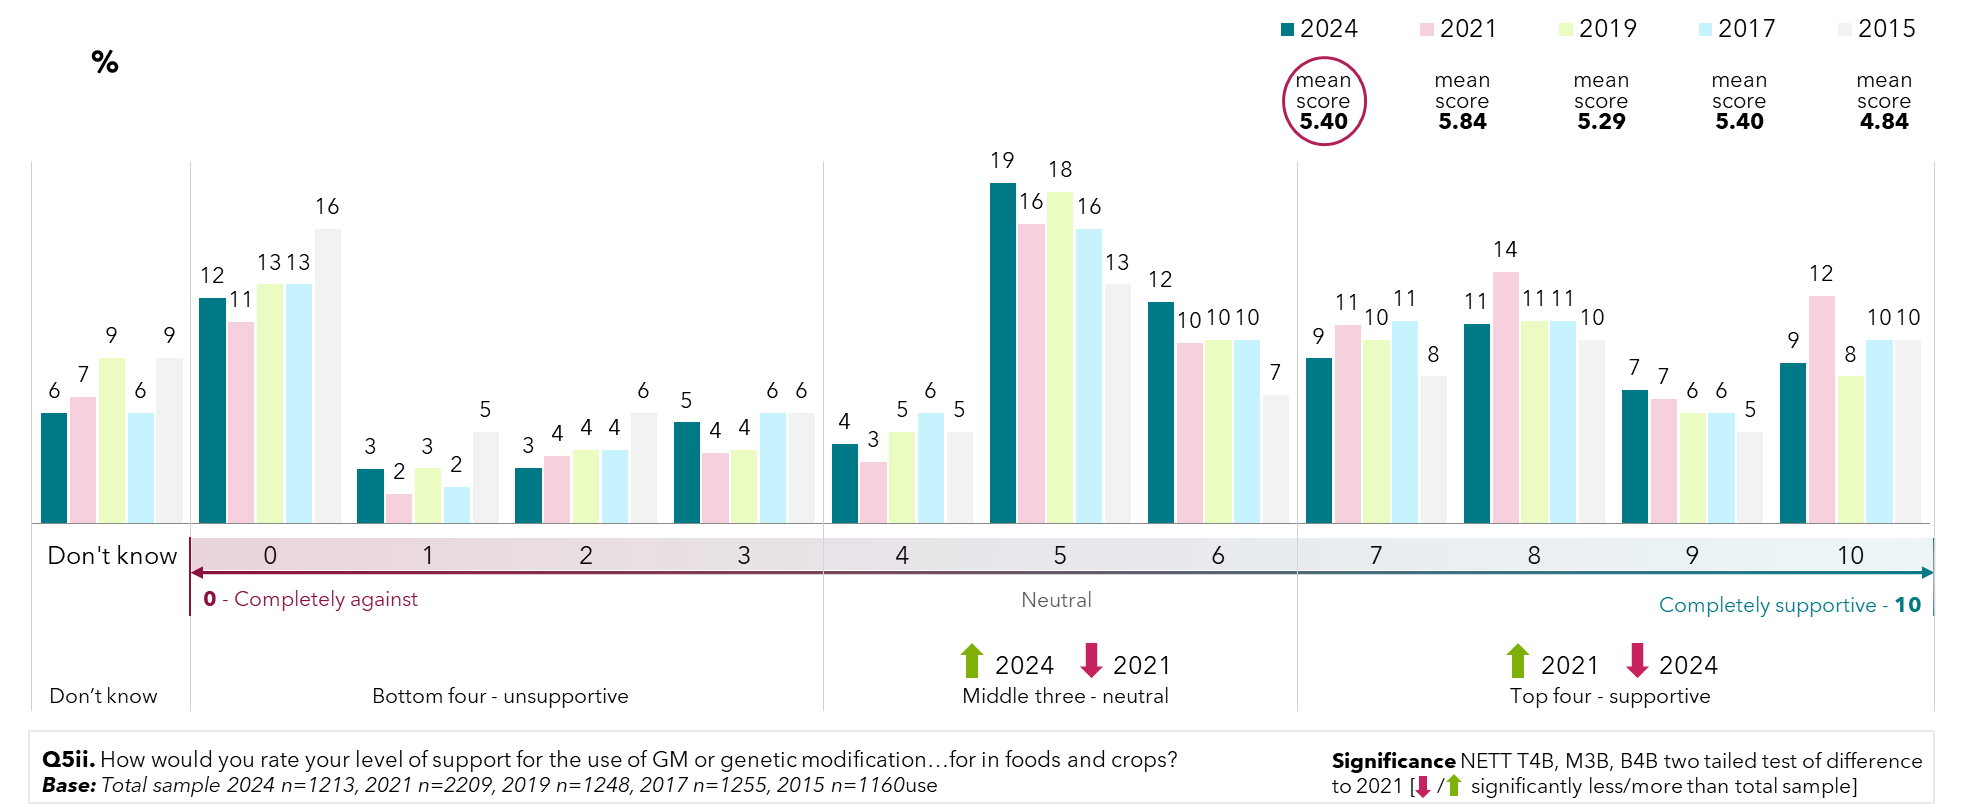 2024 2021 2019 2017 2015
%
mean score 5.40
mean score 5.84
mean score 5.29
mean score 5.40
mean score 4.84
6 7 9 6 9
12 11 13 13 16
3 2 3 2 5
3 4 4 4 6
5 4 4 6 6
4 3 5 6 5
19 16 18 16 13
12 10 10 10 7
9 11 10 11 8
11 14 11 11 10
7 7 6 6 5
9 12 8 10 10
Don't know 0 1 2 3 4 5 6 7 8 9 10
0 - Completely against
Neutral
Completely supportive - 10
2024 2021
2021 2024
Don’t know
Bottom four - unsupportive
Middle three - neutral
Top four - supportive
Q5ii. How would you rate your level of support for the use of GM or genetic modification…for in foods and crops?
Base: Total sample 2024 n=1213, 2021 n=2209, 2019 n=1248, 2017 n=1255, 2015 n=1160use
Significance NETT T4B, M3B, B4B two tailed test of difference
to 2021 [⬇/⬆ significantly less/more than total sample]